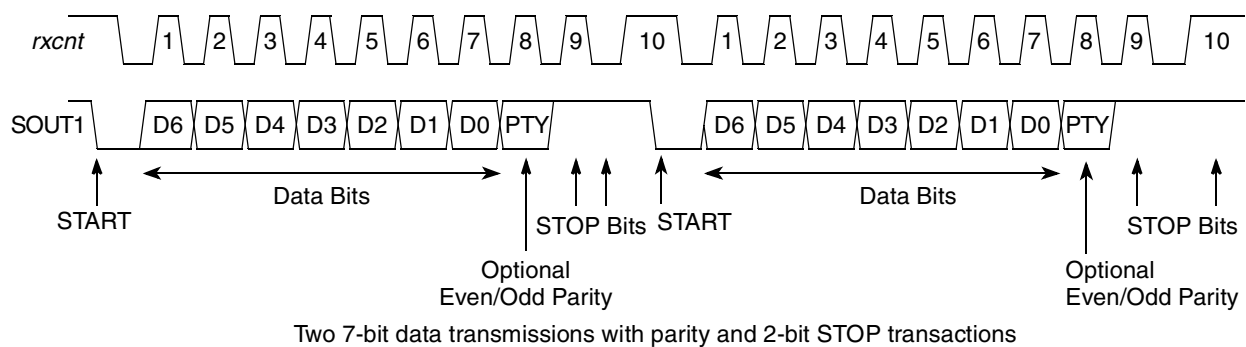 rxcnt 1 2 3 4 5 6 7 8 9 10 1 2 3 4 5 6 7 8 9 10
SOUT1 D6 D5 D4 D3 D2 D1 D0 PTY D6 D5 D4 D3 D2 D1 D0 PTY
Data Bits Data Bits
START STOP Bits START STOP Bits
Optional Optional
Even/Odd Parity Even/Odd Parity
Two 7-bit data transmissions with parity and 2-bit STOP transactions